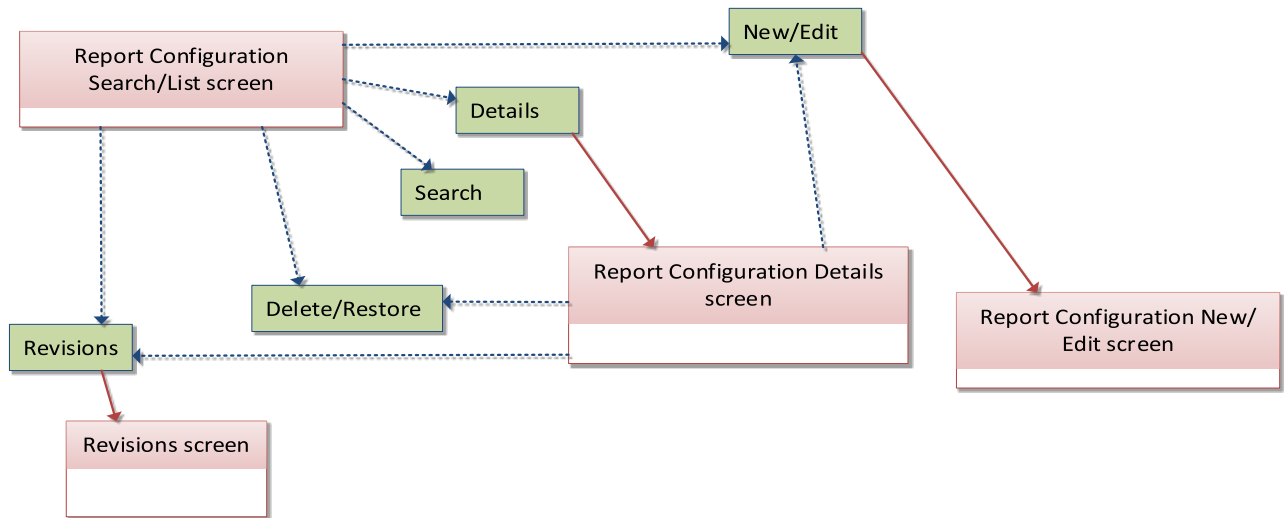 New/Edit
Report Configuration
Search/List screen
Details
Search
Report Configuration Details
screen
Delete/Restore
Report Configuration New/
Edit screen
Revisions
Revisions screen